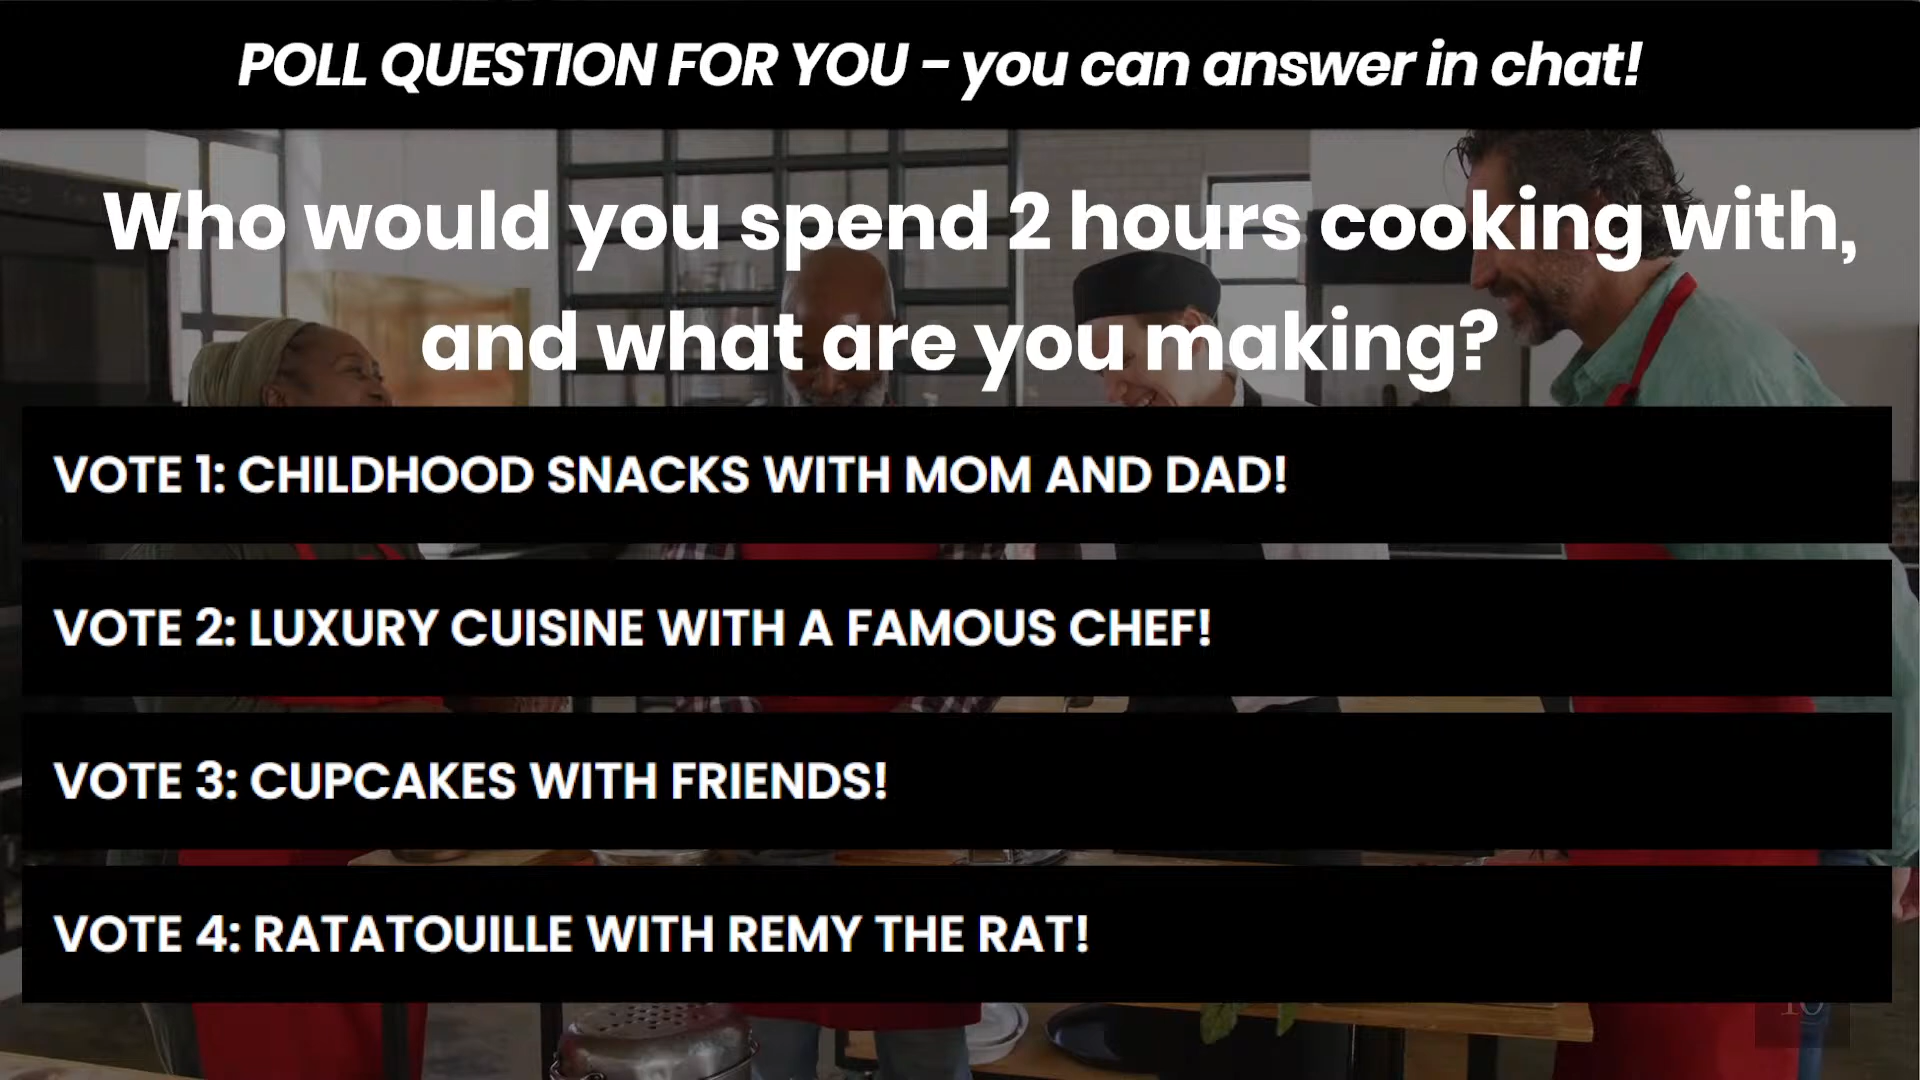 POLL QUESTION FOR YOU – you can answer in chat!
Who would you spend 2 hours cooking with,
and what are you making?
VOTE 1: CHILDHOOD SNACKS WITH MOM AND DAD!
VOTE 2: LUXURY CUISINE WITH A FAMOUS CHEF!
VOTE 3: CUPCAKES WITH FRIENDS!
VOTE 4: RATATOUILLE WITH REMY THE RAT!